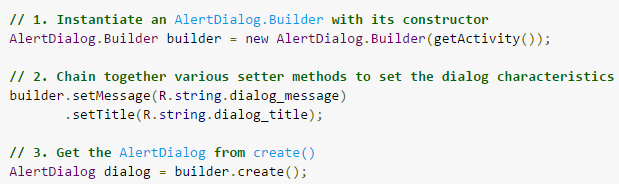 // 1. Instantiate an AlertDialog.Builder with its constructor
AlertDialog.Builder builder = new AlertDialog.Builder(getActivity());
// 2. Chain together various setter methods to set the dialog characteristics
builder.setMessage(R.string.dialog_message)
.setTitle(R.string.dialog_title);
// 3. Get the AlertDialog from create()
AlertDialog dialog = builder.create();